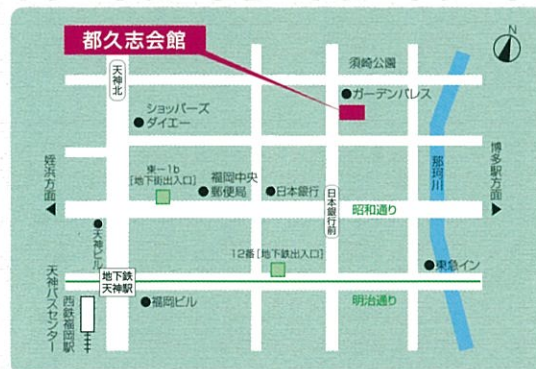 都久志会館
N
天神北
須崎公園
ガーデンパレス
ショッパーズ
ダイエー
東－1b
[地下街出入口]
福岡中央
郵便局
日本銀行
姪浜方面
博多駅方面
那珂川
日本銀行前
昭和通り
天神ビル
12番[地下鉄出入口]
地下鉄
天神駅
東急イン
福岡ビル
明治通り
西鉄福岡駅
天神バスセンター